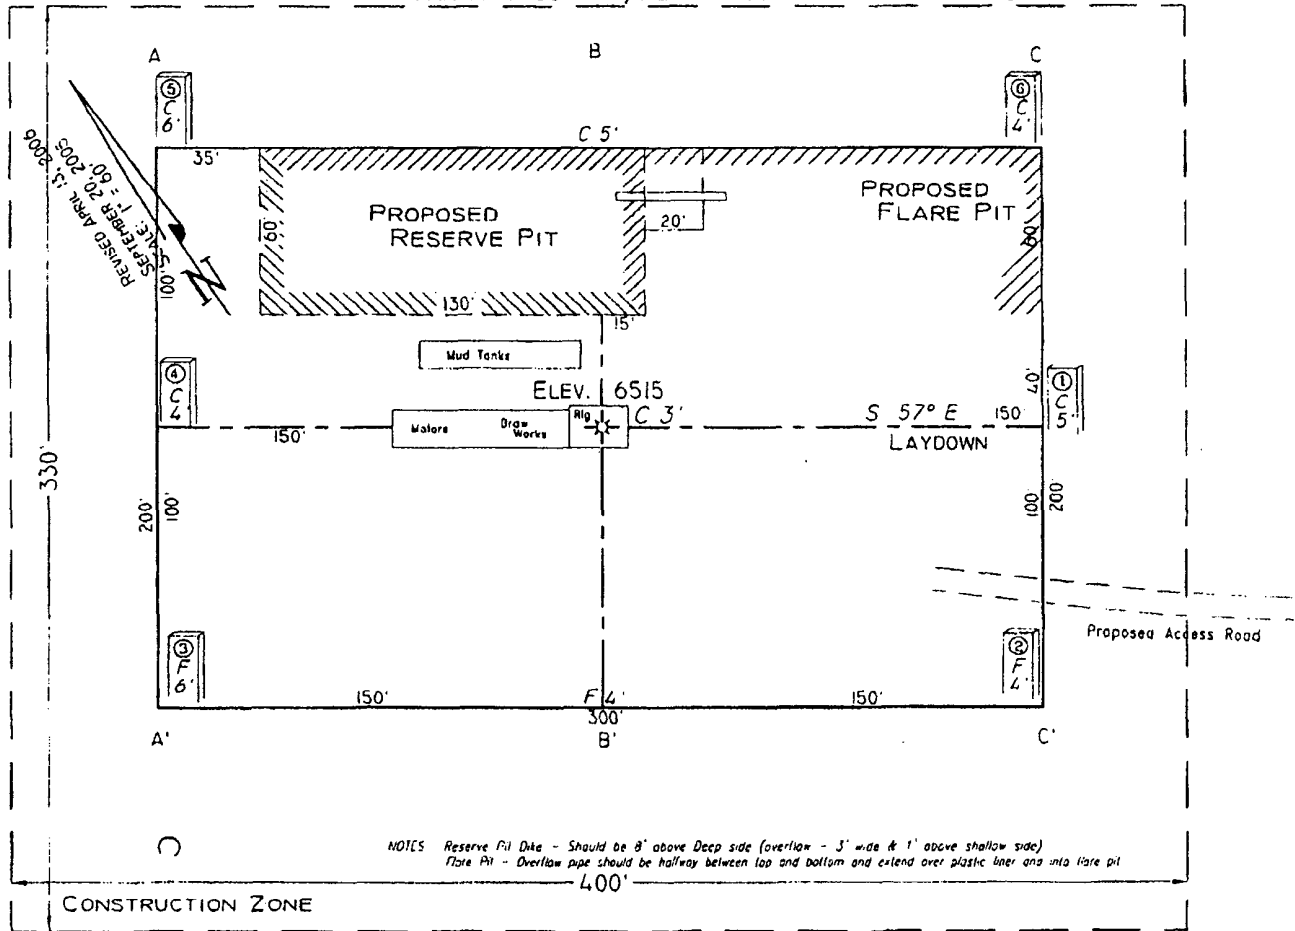 A
B
C
⑤
C
6'
⑥
C
4'
C 5'
35'
REVISED APRIL 13, 2006
SEPTEMBER 20, 2005
SCALE: 1" = 60'
N
PROPOSED
RESERVE PIT
PROPOSED
FLARE PIT
60'
20'
60'
100'
130'
15'
Mud Tanks
④
C
4'
ELEV. 6515
40'
①
C
5'
Rig
C 3'
S 57° E
150'
150'
Motors
Draw
Works
LAYDOWN
330'
200'
100'
100'
200'
Proposed Access Road
③
F
6'
②
F
4'
150'
F 4'
150'
300'
A'
B'
C'
NOTES Reserve Pit Dike - Should be 8' above Deep side (overflow - 3' wide & 1' above shallow side)
Flare Pit - Overflow pipe should be halfway between top and bottom and extend over plastic liner and into flare pit
400'
CONSTRUCTION ZONE